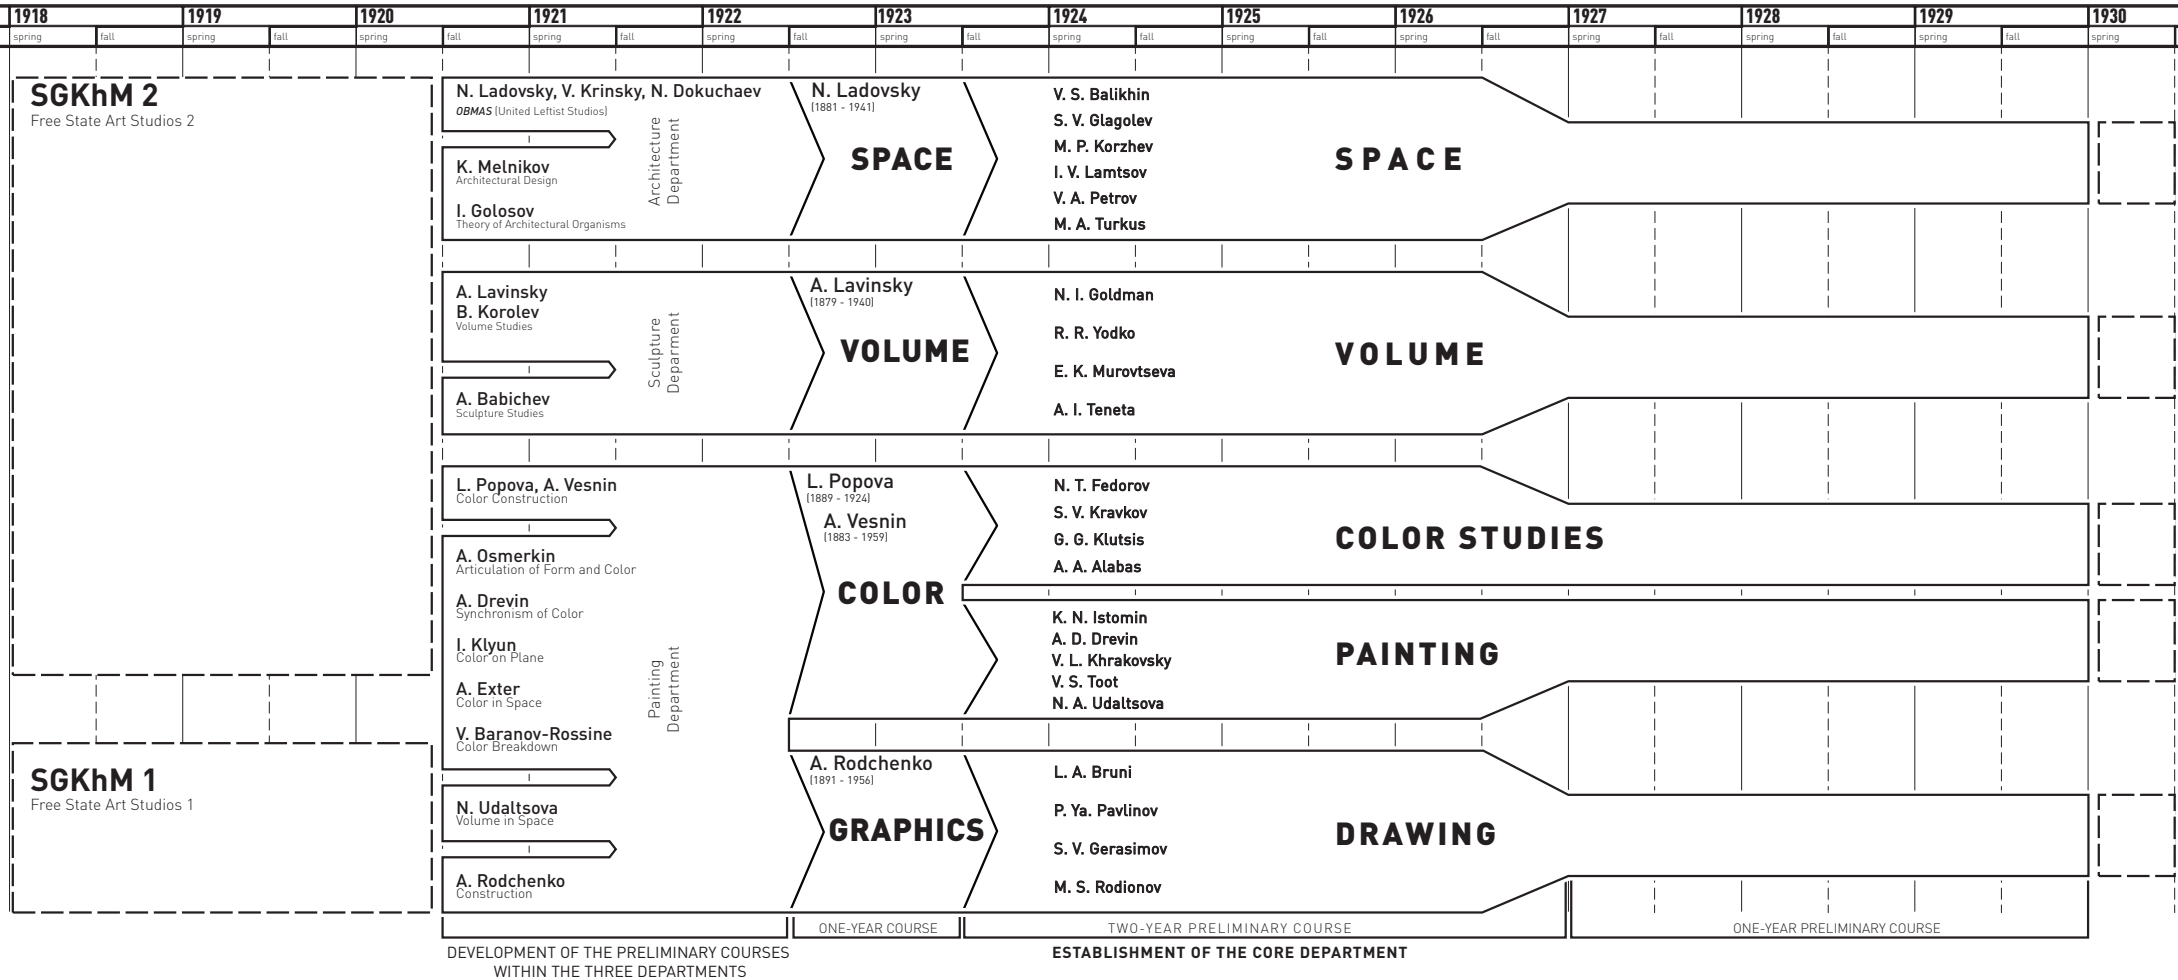 1918 1919 1920 1921 1922 1923 1924 1925 1926 1927 1928 1929 1930
spring fall spring fall spring fall spring fall spring fall spring fall spring fall spring fall spring fall spring fall spring fall spring fall spring
SGKhM 2
Free State Art Studios 2
SGKhM 1
Free State Art Studios 1
N. Ladovsky, V. Krinsky, N. Dokuchaev
OBMAS (United Leftist Studios)
K. Melnikov
Architectural Design
I. Golosov
Theory of Architectural Organisms
Architecture
Department
N. Ladovsky
(1881 - 1941)
SPACE
V. S. Balikhin
S. V. Glagolev
M. P. Korzhev
I. V. Lamtsov
V. A. Petrov
M. A. Turkus
SPACE
A. Lavinsky
B. Korolev
Volume Studies
A. Babichev
Sculpture Studies
Sculpture
Deparment
A. Lavinsky
(1879 - 1940)
VOLUME
N. I. Goldman
R. R. Yodko
E. K. Murovtseva
A. I. Teneta
VOLUME
L. Popova, A. Vesnin
Color Construction
A. Osmerkin
Articulation of Form and Color
A. Drevin
Synchronism of Color
I. Klyun
Color on Plane
A. Exter
Color in Space
V. Baranov-Rossine
Color Breakdown
N. Udaltsova
Volume in Space
A. Rodchenko
Construction
Painting
Department
L. Popova
(1889 - 1924)
A. Vesnin
(1883 - 1959)
COLOR
N. T. Fedorov
S. V. Kravkov
G. G. Klutsis
A. A. Alabas
COLOR STUDIES
K. N. Istomin
A. D. Drevin
V. L. Khrakovsky
V. S. Toot
N. A. Udaltsova
PAINTING
A. Rodchenko
(1891 - 1956)
GRAPHICS
L. A. Bruni
P. Ya. Pavlinov
S. V. Gerasimov
M. S. Rodionov
DRAWING
ONE-YEAR COURSE
TWO-YEAR PRELIMINARY COURSE
ONE-YEAR PRELIMINARY COURSE
DEVELOPMENT OF THE PRELIMINARY COURSES
WITHIN THE THREE DEPARTMENTS
ESTABLISHMENT OF THE CORE DEPARTMENT